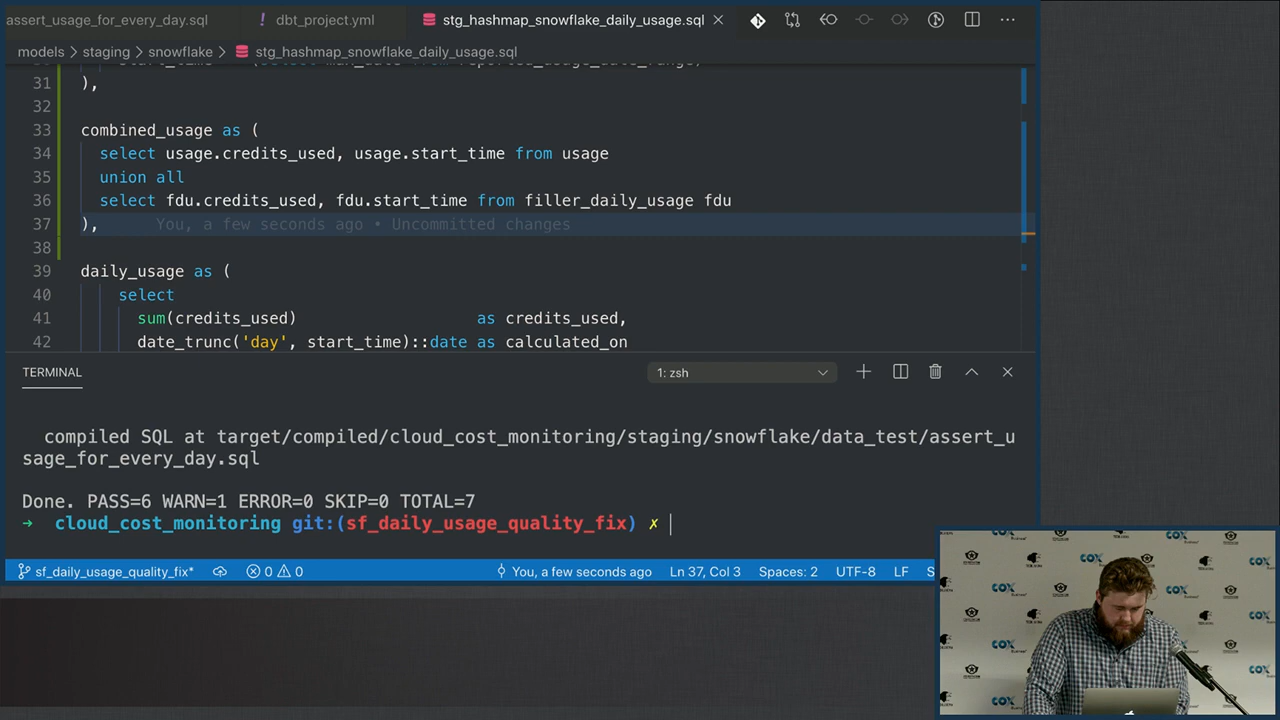 assert_usage_for_every_day.sql
! dbt_project.yml
stg_hashmap_snowflake_daily_usage.sql
models > staging > snowflake > stg_hashmap_snowflake_daily_usage.sql
31 ),
32
33 combined_usage as (
34 select usage.credits_used, usage.start_time from usage
35 union all
36 select fdu.credits_used, fdu.start_time from filler_daily_usage fdu
37 ), You, a few seconds ago • Uncommitted changes
38
39 daily_usage as (
40 select
41 sum(credits_used) as credits_used,
42 date_trunc('day', start_time)::date as calculated_on
TERMINAL
1: zsh
compiled SQL at target/compiled/cloud_cost_monitoring/staging/snowflake/data_test/assert_u
sage_for_every_day.sql
Done. PASS=6 WARN=1 ERROR=0 SKIP=0 TOTAL=7
→ cloud_cost_monitoring git:(sf_daily_usage_quality_fix) ✗
sf_daily_usage_quality_fix* 0 0 You, a few seconds ago Ln 37, Col 3 Spaces: 2 UTF-8 LF S
COX